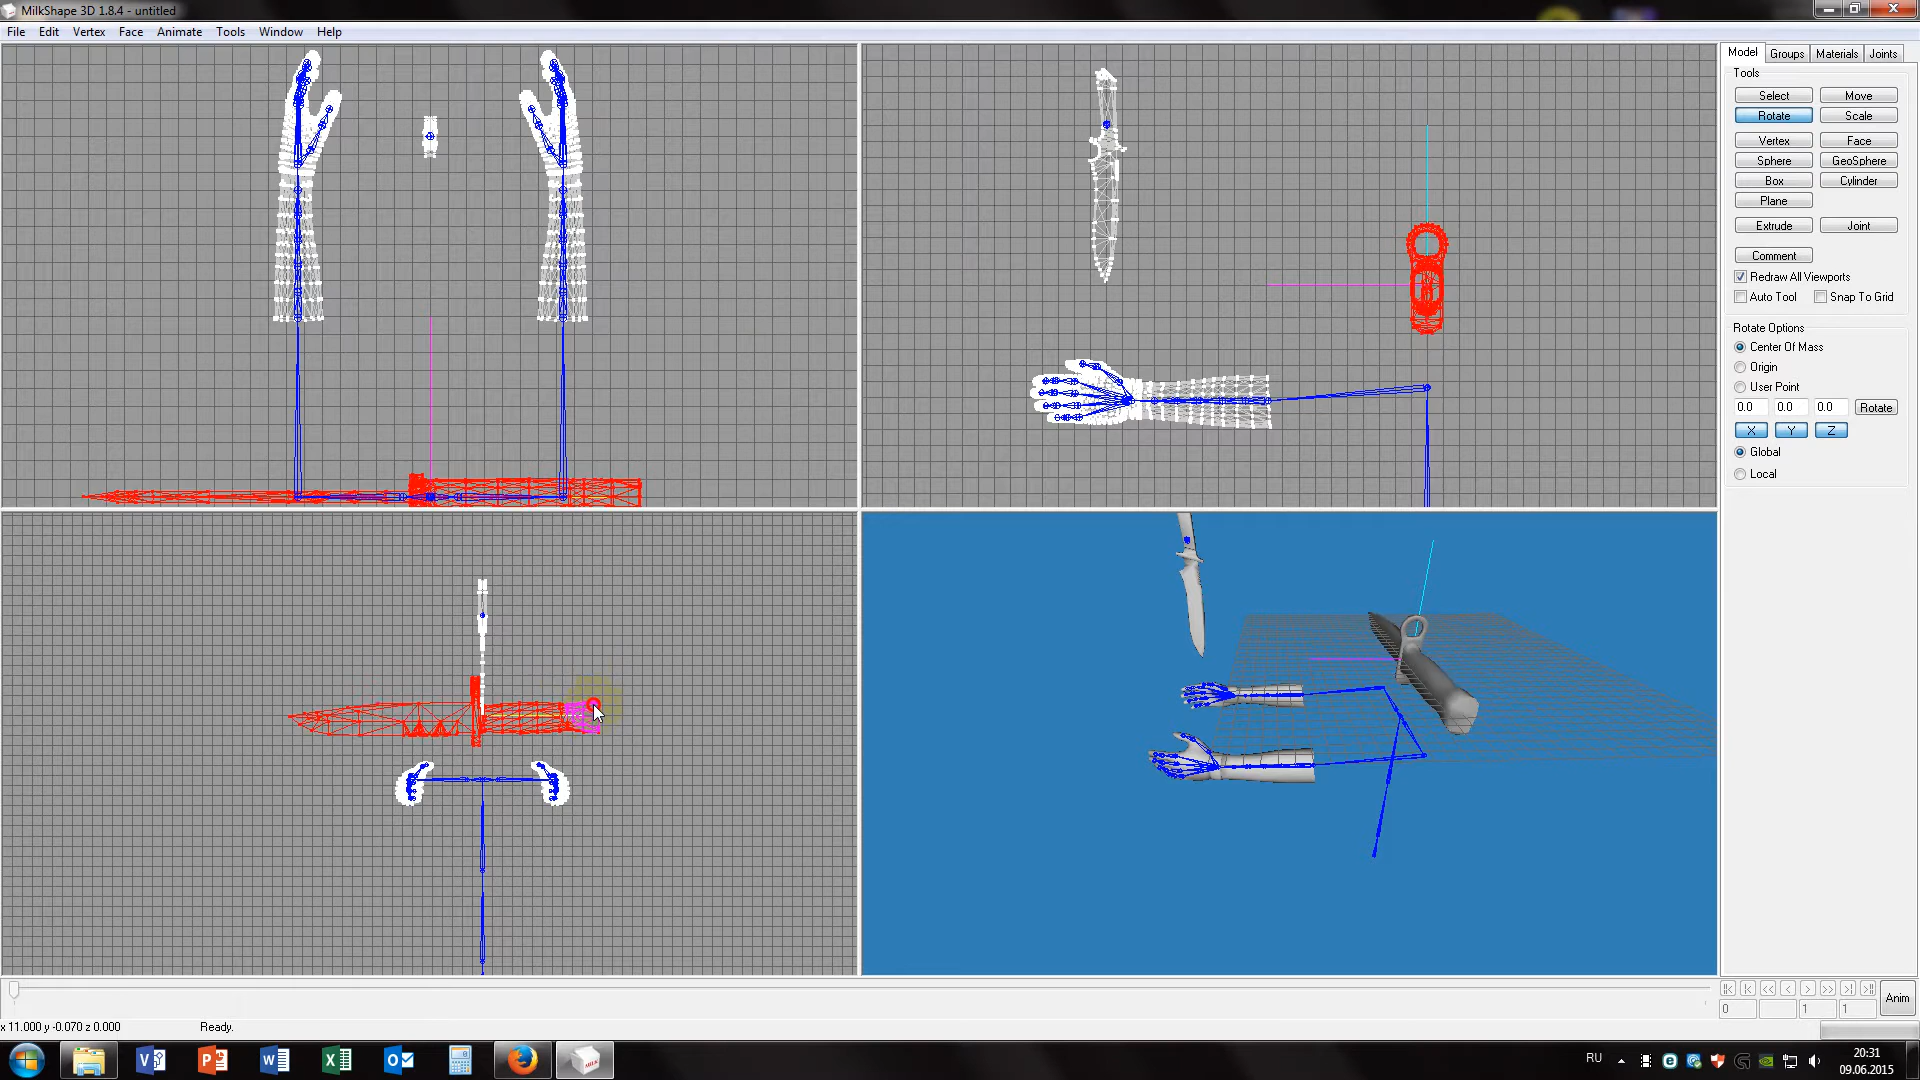 MilkShape 3D 1.8.4 - untitled
File Edit Vertex Face Animate Tools Window Help
Model Groups Materials Joints
Tools
Select Move
Rotate Scale
Vertex Face
Sphere GeoSphere
Box Cylinder
Plane
Extrude Joint
Comment
Redraw All Viewports
Auto Tool Snap To Grid
Rotate Options
Center Of Mass
Origin
User Point
0.0 0.0 0.0 Rotate
X Y Z
Global
Local
Anim
0 1 1
x 11.000 y -0.070 z 0.000 Ready.
RU
20:31
09.06.2015